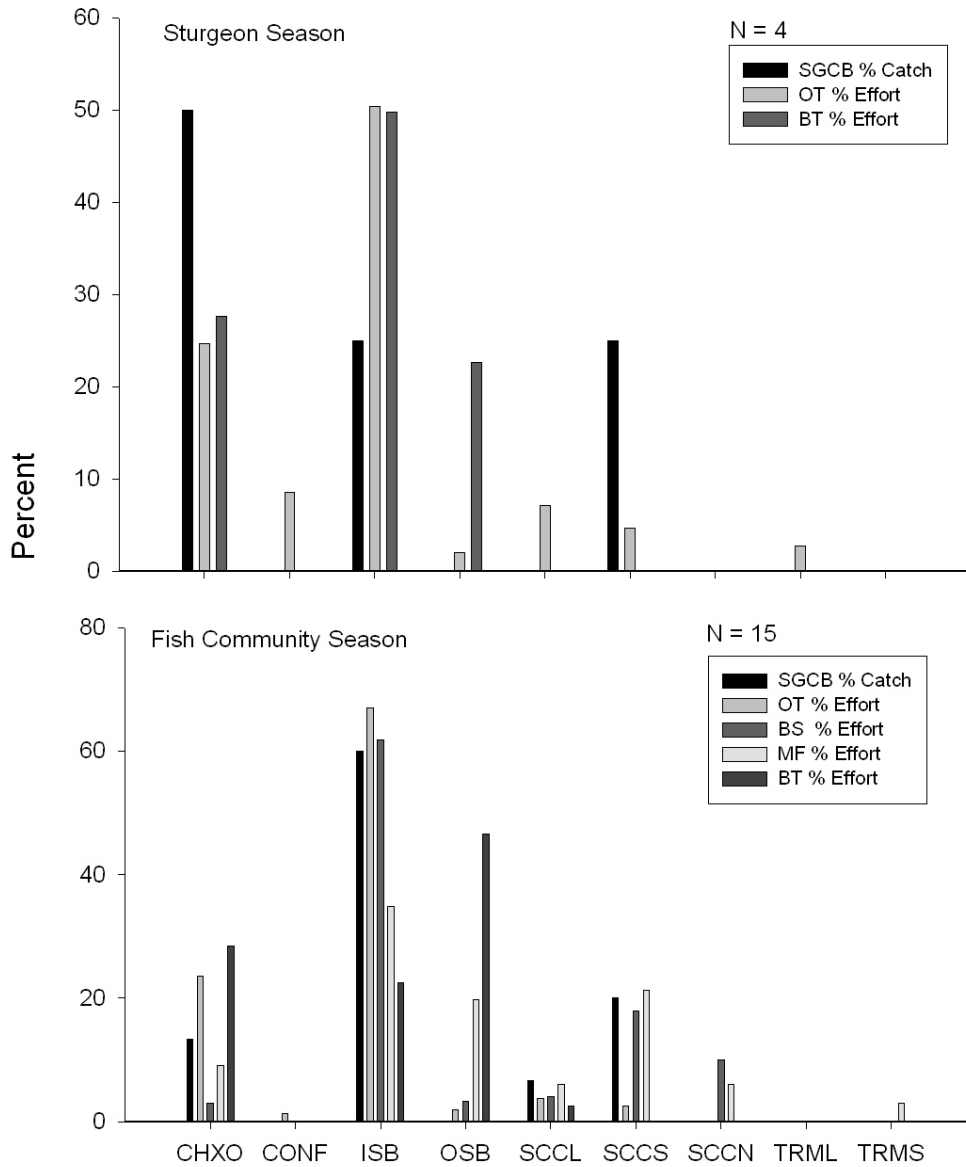 Sturgeon Season
N = 4
SGCB % Catch
OT % Effort
BT % Effort
60
50
40
30
20
10
0
Percent
Fish Community Season
N = 15
SGCB % Catch
OT % Effort
BS % Effort
MF % Effort
BT % Effort
80
60
40
20
0
CHXO CONF ISB OSB SCCL SCCS SCCN TRML TRMS